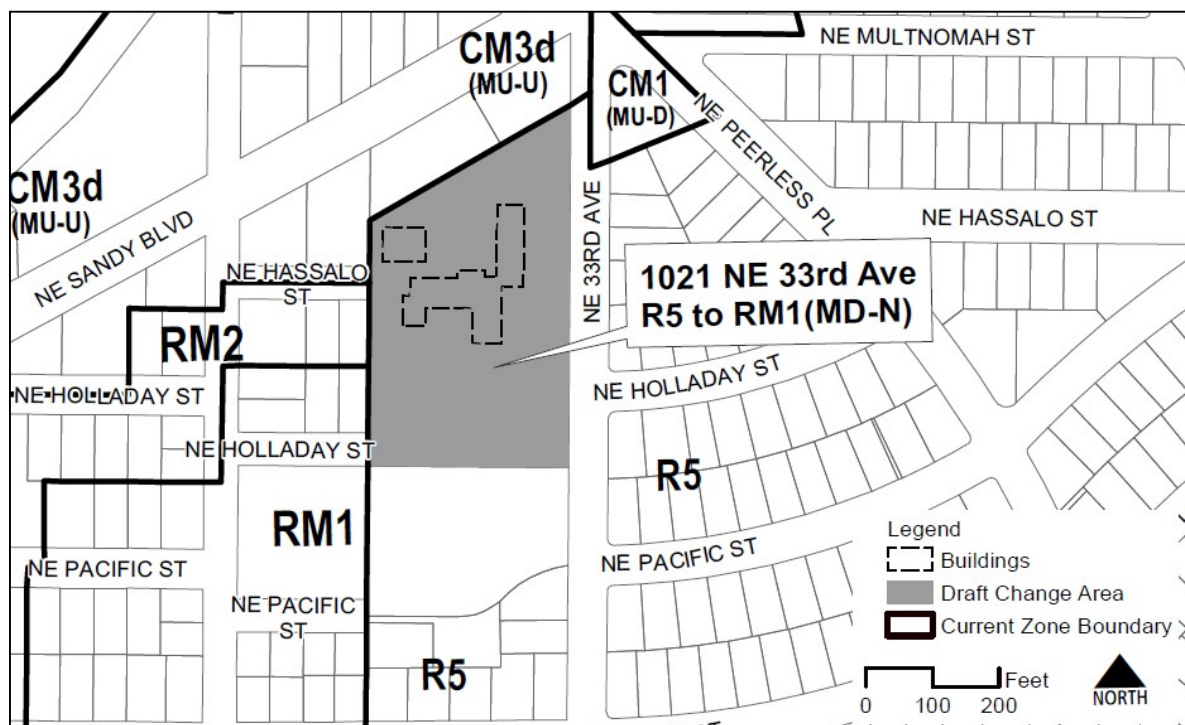 NE MULTNOMAH ST
CM3d
(MU-U)
CM1
(MU-D)
NE PEERLESS PL
CM3d
(MU-U)
NE SANDY BLVD
NE 33RD AVE
NE HASSALO ST
NE HASSALO
ST
1021 NE 33rd Ave
R5 to RM1(MD-N)
RM2
NE HOLLADAY ST
NE HOLLADAY ST
NE HOLLADAY ST
R5
RM1
NE PACIFIC ST
NE PACIFIC ST
NE PACIFIC
ST
R5
Legend
Buildings
Draft Change Area
Current Zone Boundary
Feet
0 100 200
NORTH